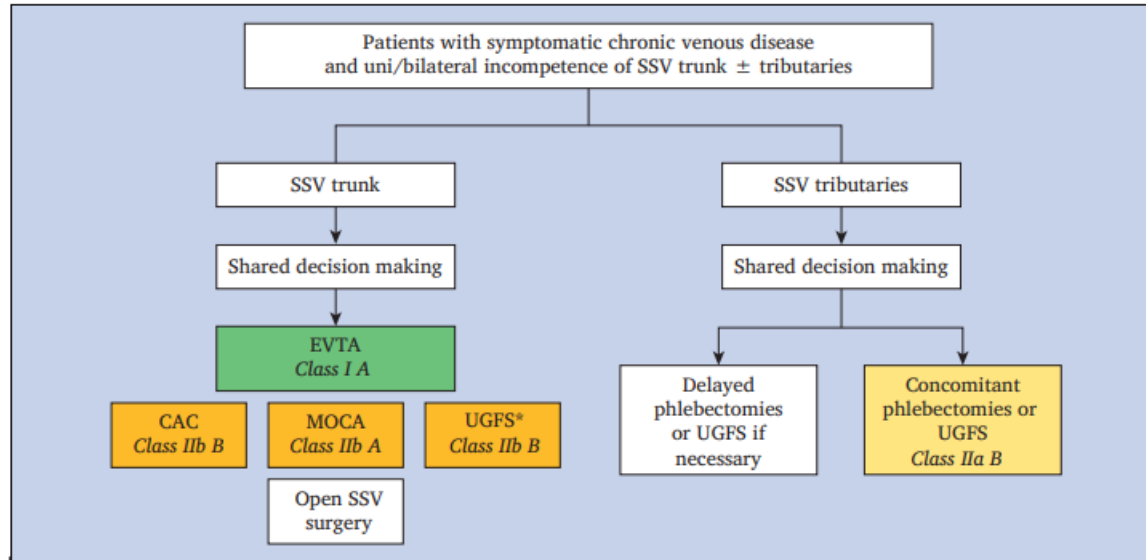 Patients with symptomatic chronic venous disease
and uni/bilateral incompetence of SSV trunk ± tributaries
SSV trunk
SSV tributaries
Shared decision making
Shared decision making
EVTA
Class I A
CAC
Class IIb B
MOCA
Class IIb A
UGFS*
Class IIb B
Open SSV
surgery
Delayed
phlebectomies
or UGFS if
necessary
Concomitant
phlebectomies or
UGFS
Class IIa B